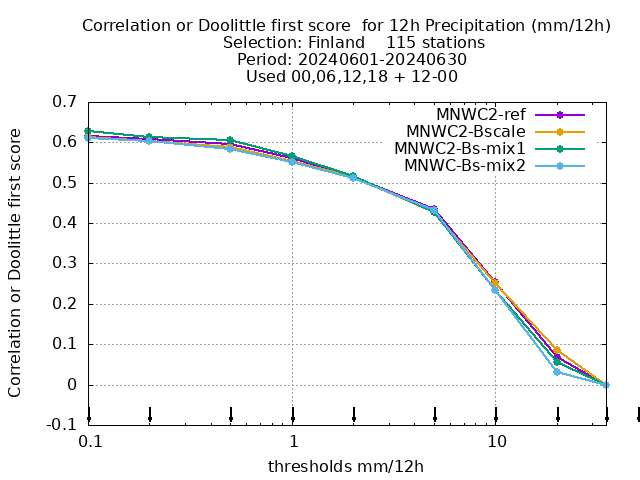 Correlation or Doolittle first score  for 12h Precipitation (mm/12h)
Selection: Finland    115 stations
Period: 20240601-20240630
Used 00,06,12,18 + 12-00
Correlation or Doolittle first score
0.7
0.6
0.5
0.4
0.3
0.2
0.1
0
-0.1
MNWC2-ref
MNWC2-Bscale
MNWC2-Bs-mix1
MNWC-Bs-mix2
0.1
1
10
thresholds mm/12h